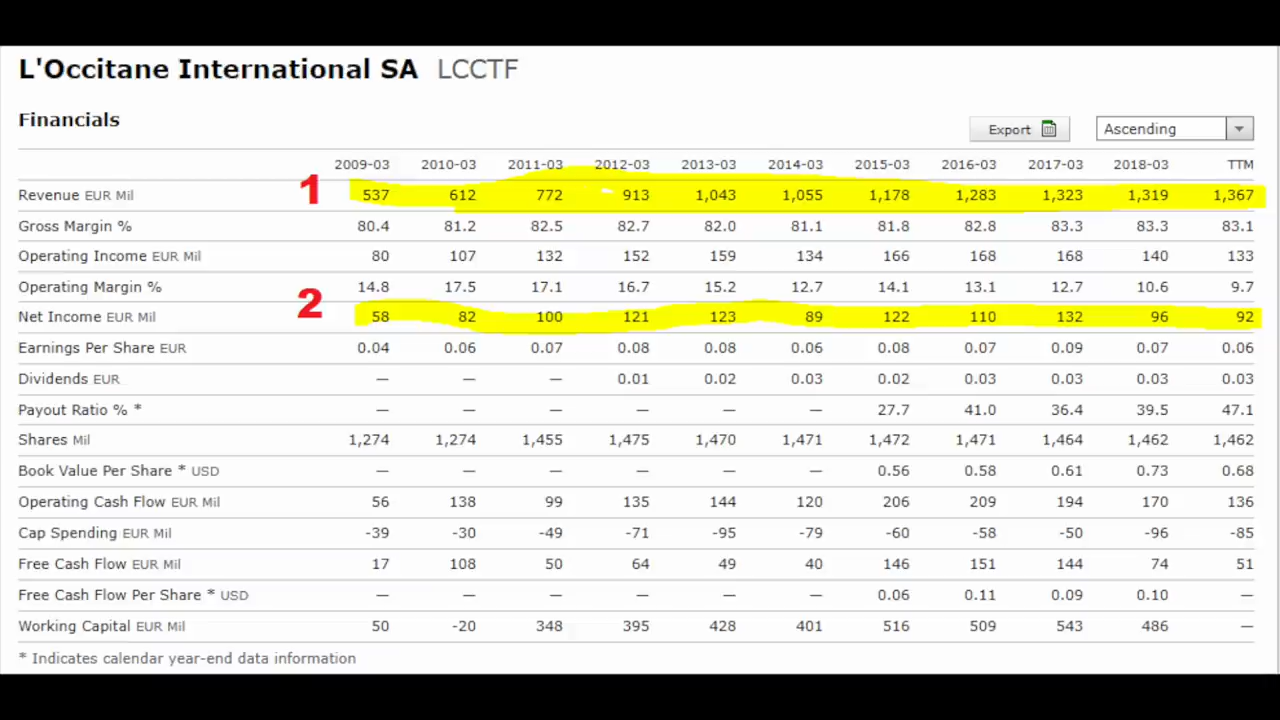 L'Occitane International SA LCCTF
Financials
Export Ascending
2009-03 2010-03 2011-03 2012-03 2013-03 2014-03 2015-03 2016-03 2017-03 2018-03 TTM
1
Revenue EUR Mil 537 612 772 913 1,043 1,055 1,178 1,283 1,323 1,319 1,367
Gross Margin % 80.4 81.2 82.5 82.7 82.0 81.1 81.8 82.8 83.3 83.3 83.1
Operating Income EUR Mil 80 107 132 152 159 134 166 168 168 140 133
Operating Margin % 14.8 17.5 17.1 16.7 15.2 12.7 14.1 13.1 12.7 10.6 9.7
2
Net Income EUR Mil 58 82 100 121 123 89 122 110 132 96 92
Earnings Per Share EUR 0.04 0.06 0.07 0.08 0.08 0.06 0.08 0.07 0.09 0.07 0.06
Dividends EUR — — — 0.01 0.02 0.03 0.02 0.03 0.03 0.03 0.03
Payout Ratio % * — — — — — — 27.7 41.0 36.4 39.5 47.1
Shares Mil 1,274 1,274 1,455 1,475 1,470 1,471 1,472 1,471 1,464 1,462 1,462
Book Value Per Share * USD — — — — — — 0.56 0.58 0.61 0.73 0.68
Operating Cash Flow EUR Mil 56 138 99 135 144 120 206 209 194 170 136
Cap Spending EUR Mil -39 -30 -49 -71 -95 -79 -60 -58 -50 -96 -85
Free Cash Flow EUR Mil 17 108 50 64 49 40 146 151 144 74 51
Free Cash Flow Per Share * USD — — — — — — 0.06 0.11 0.09 0.10 —
Working Capital EUR Mil 50 -20 348 395 428 401 516 509 543 486 —
* Indicates calendar year-end data information